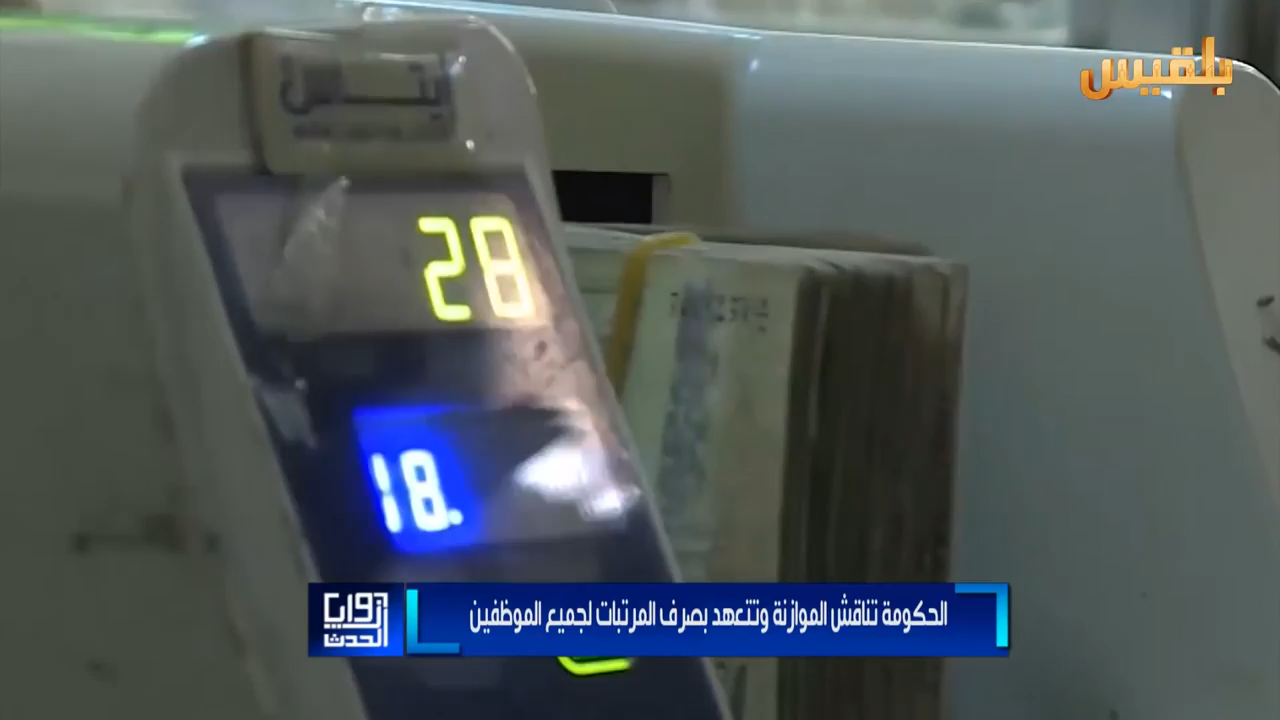 بلقيس
28
18.
الحكومة تناقش الموازنة وتتعهد بصرف المرتبات لجميع الموظفين
زوايا
الحدث